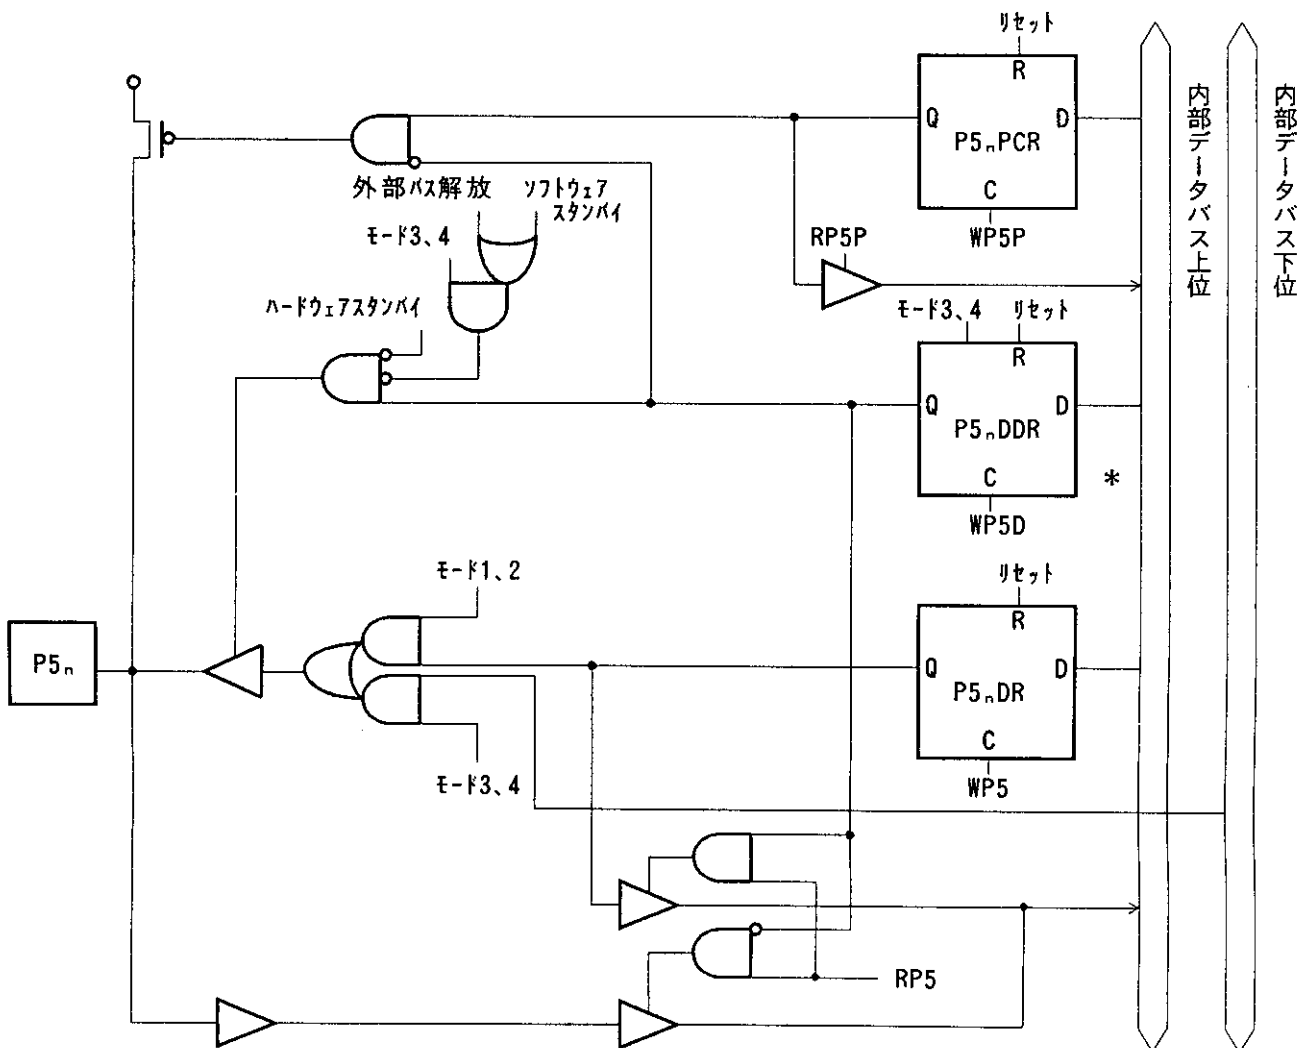 リセット
R
Q
D
P5nPCR
C
WP5P
内部データバス上位
内部データバス下位
外部バス解放
ソフトウェア
スタンバイ
モード3、4
RP5P
ハードウェアスタンバイ
モード3、4
リセット
R
Q
D
P5nDDR
C
*
WP5D
モード1、2
リセット
R
P5n
Q
D
P5nDR
C
モード3、4
WP5
RP5